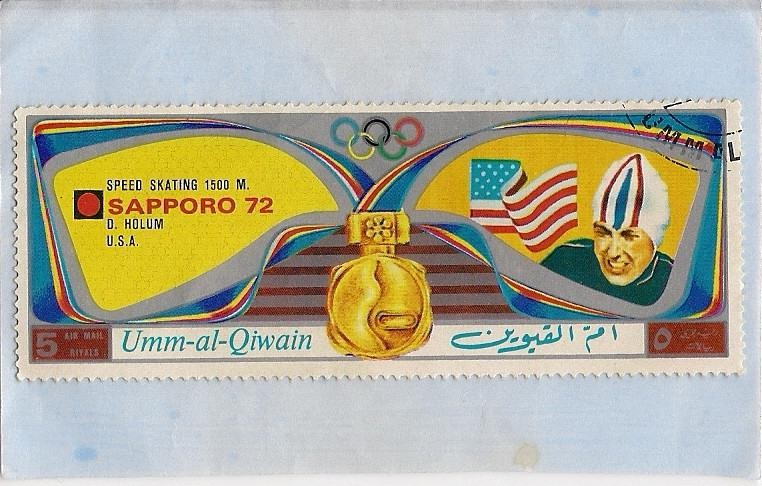 SPEED SKATING 1500 M.
SAPPORO 72
D. HOLUM
U.S.A.
5 AIR MAIL
RIYALS
Umm-al-Qiwain
ام القيوين
٥